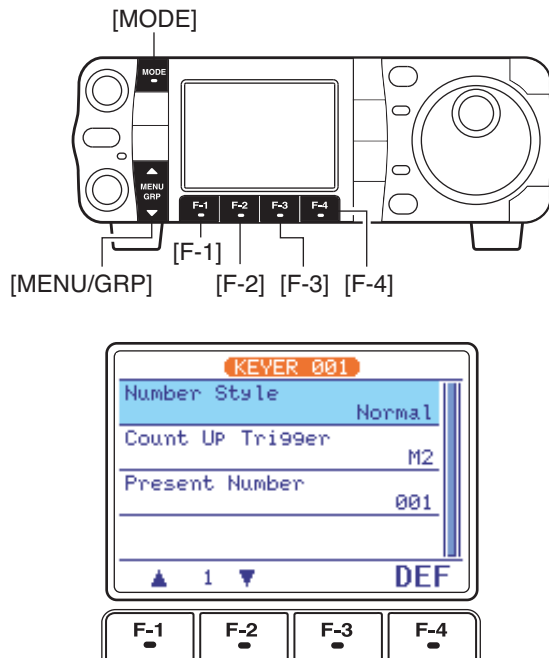 [MODE]
MODE
MENU
GRP
F-1 F-2 F-3 F-4
[F-1]
[MENU/GRP] [F-2] [F-3] [F-4]
KEYER 001
Number Style
Normal
Count Up Trigger
M2
Present Number
001
1 DEF
F-1 F-2 F-3 F-4